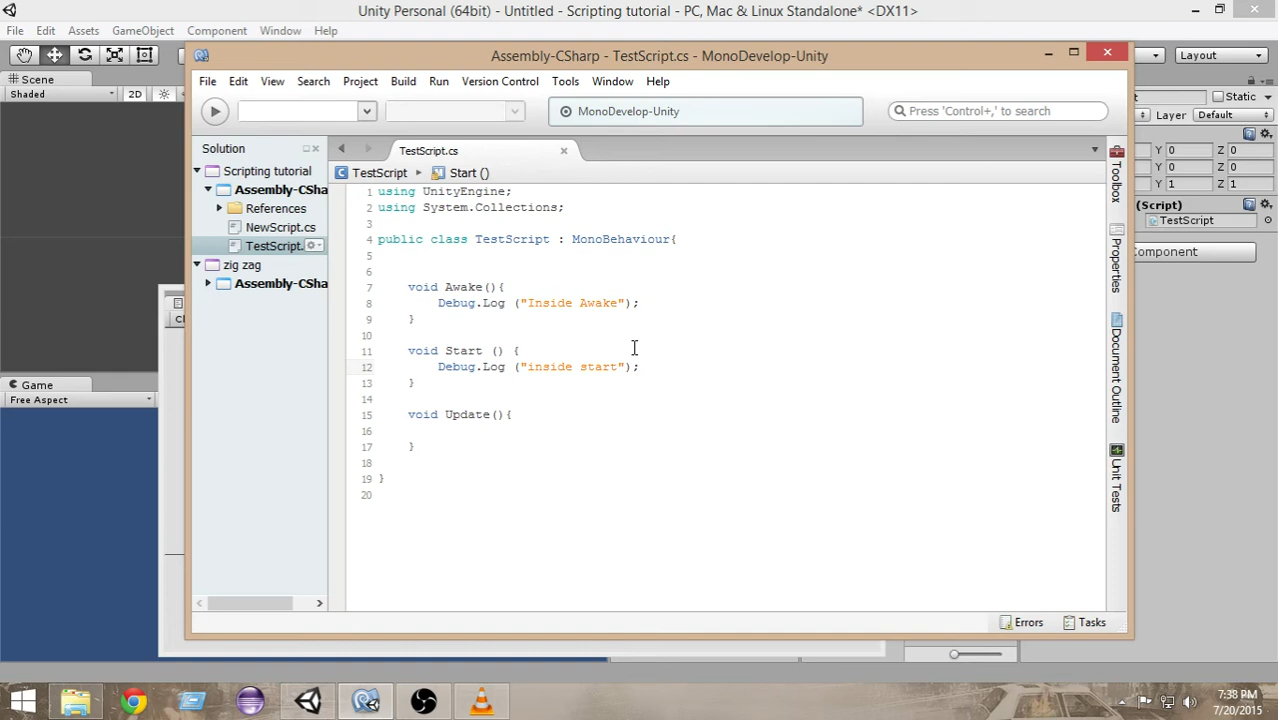 Unity Personal (64bit) - Untitled - Scripting tutorial - PC, Mac & Linux Standalone* <DX11>
File Edit Assets GameObject Component Window Help
Assembly-CSharp - TestScript.cs - MonoDevelop-Unity
Layout
Scene
Shaded 2D
File Edit View Search Project Build Run Version Control Tools Window Help
Static
MonoDevelop-Unity
Press 'Control+,' to search
Layer Default
Solution
TestScript.cs
Y 0 Z 0
Y 0 Z 0
Y 1 Z 1
(Script)
TestScript
Scripting tutorial
Assembly-CSha
References
NewScript.cs
TestScript.
zig zag
Assembly-CSha
TestScript Start ()
1 using UnityEngine;
2 using System.Collections;
3
4 public class TestScript : MonoBehaviour{
5
6
7 void Awake(){
8 Debug.Log ("Inside Awake");
9 }
10
11 void Start () {
12 Debug.Log ("inside start");
13 }
14
15 void Update(){
16
17 }
18
19 }
20
Toolbox
Properties
Document Outline
Unit Tests
omponent
Game
Free Aspect
Errors Tasks
7:38 PM
7/20/2015